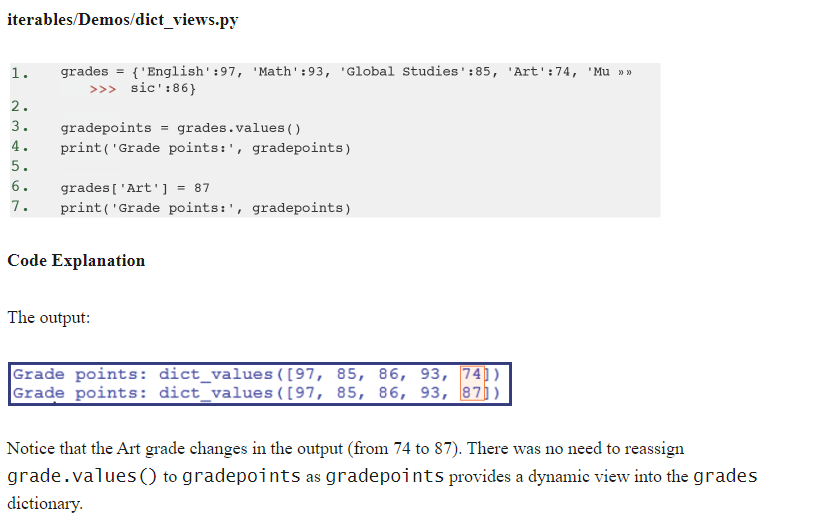 iterables/Demos/dict_views.py
1. grades = {'English':97, 'Math':93, 'Global Studies':85, 'Art':74, 'Mu »»
>>> sic':86}
2.
3. gradepoints = grades.values()
4. print('Grade points:', gradepoints)
5.
6. grades['Art'] = 87
7. print('Grade points:', gradepoints)
Code Explanation
The output:
Grade points: dict_values([97, 85, 86, 93, 74])
Grade points: dict_values([97, 85, 86, 93, 87])
Notice that the Art grade changes in the output (from 74 to 87). There was no need to reassign
grade.values() to gradepoints as gradepoints provides a dynamic view into the grades
dictionary.